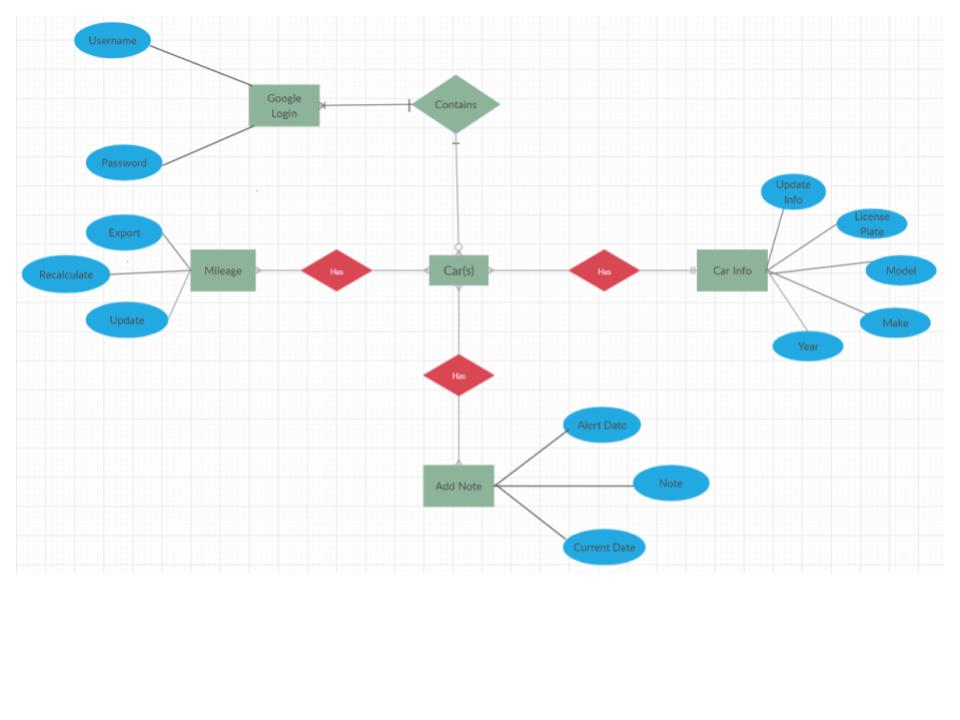 Username
Google
Login
Contains
Password
Update
Info
License
Plate
Export
Recalculate
Mileage
Has
Car(s)
Has
Car Info
Model
Update
Make
Year
Has
Alert Date
Add Note
Note
Current Date